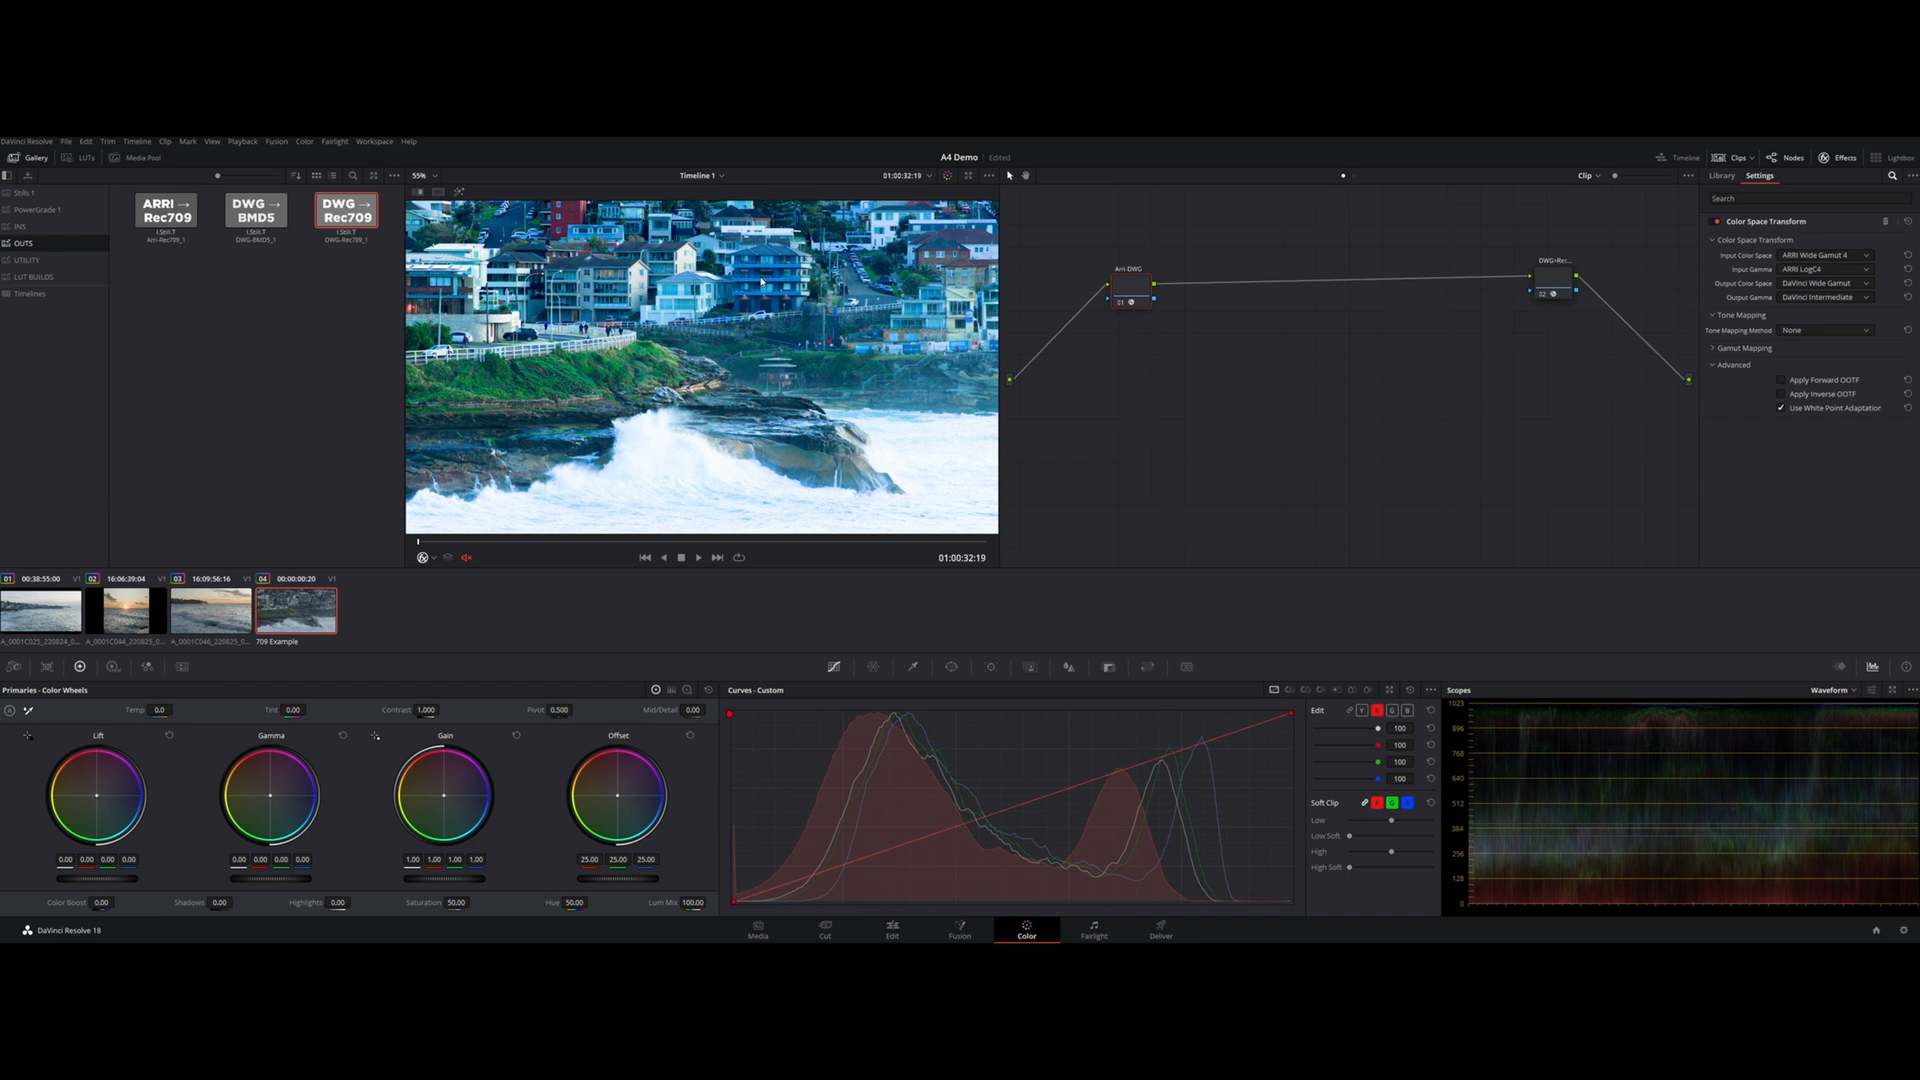 DaVinci Resolve File Edit Trim Timeline Clip Mark View Playback Fusion Color Fairlight Workspace Help
Gallery LUTs Media Pool A4 Demo Edited Timeline Clips Nodes Effects Lightbox
55% Timeline 1 01:00:32:19 Clip Library Settings
Stills 1
PowerGrade 1
INS
OUTS
UTILITY
LUT BUILDS
Timelines
ARRI →
Rec709
1.Still.T
Arri-Rec709_1
DWG →
BMD5
1.Still.T
DWG-BMD5_1
DWG →
Rec709
1.Still.T
DWG-Rec709_1
01:00:32:19
Arri-DWG
01
DWG>Rec...
02
Search
Color Space Transform
Color Space Transform
Input Color Space ARRI Wide Gamut 4
Input Gamma ARRI LogC4
Output Color Space DaVinci Wide Gamut
Output Gamma DaVinci Intermediate
Tone Mapping
Tone Mapping Method None
Gamut Mapping
Advanced
Apply Forward OOTF
Apply Inverse OOTF
Use White Point Adaptation
01 00:38:55:00 V1 02 16:06:39:04 V1 03 16:09:56:16 V1 04 00:00:00:20 V1
A_0001C025_220824_0... A_0001C044_220825_0... A_0001C046_220825_0... 709 Example
Primaries - Color Wheels
Temp 0.0 Tint 0.00 Contrast 1.000 Pivot 0.500 Mid/Detail 0.00
Lift Gamma Gain Offset
0.00 0.00 0.00 0.00 0.00 0.00 0.00 0.00 1.00 1.00 1.00 1.00 25.00 25.00 25.00
Color Boost 0.00 Shadows 0.00 Highlights 0.00 Saturation 50.00 Hue 50.00 Lum Mix 100.00
Curves - Custom
Edit Y R G B
100
100
100
100
Soft Clip R G B
Low
Low Soft
High
High Soft
Scopes Waveform
1023
896
768
640
512
384
256
128
0
DaVinci Resolve 18 Media Cut Edit Fusion Color Fairlight Deliver